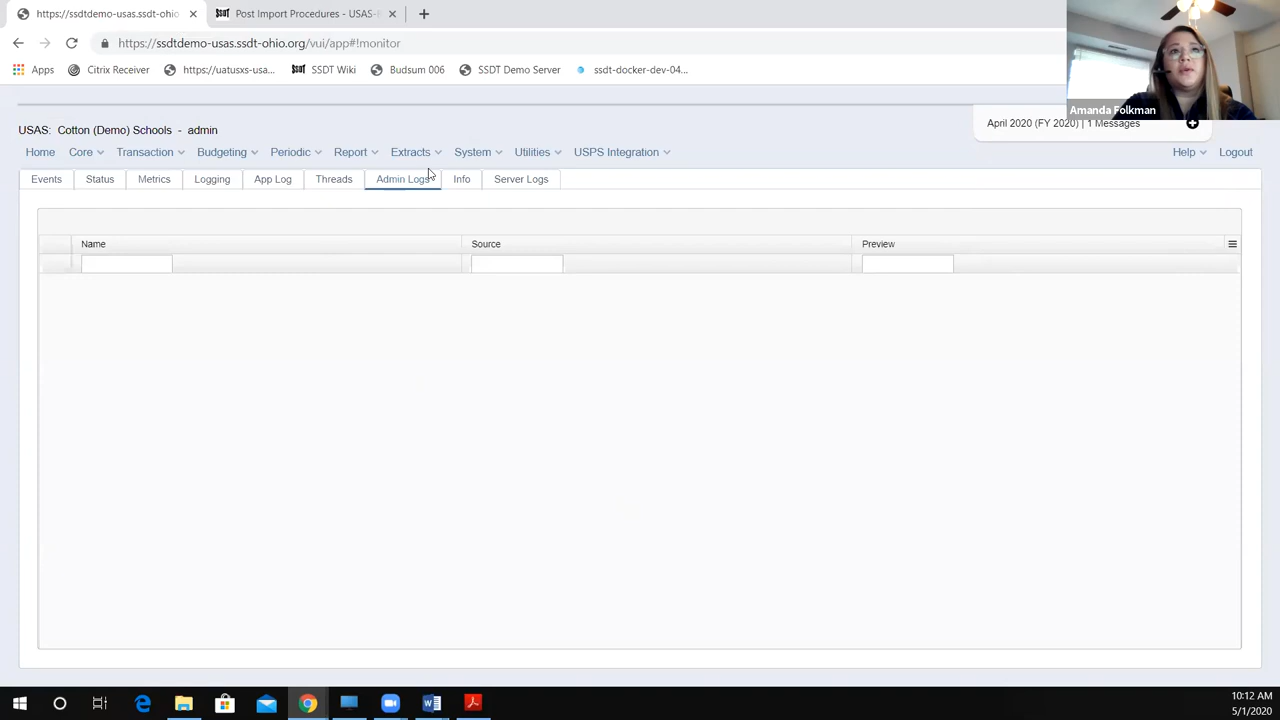 https://ssdtdemo-usas.ssdt-ohio
Post Import Procedures - USAS-
https://ssdtdemo-usas.ssdt-ohio.org/vui/app#!monitor
Apps
Citrix Receiver
https://uatusxs-usa...
SSDT Wiki
Budsum 006
SSDT Demo Server
ssdt-docker-dev-04...
Amanda Folkman
USAS: Cotton (Demo) Schools - admin
April 2020 (FY 2020) | 1 Messages
Home
Core
Transaction
Budgeting
Periodic
Report
Extracts
System
Utilities
USPS Integration
Help
Logout
Events
Status
Metrics
Logging
App Log
Threads
Admin Logs
Info
Server Logs
Name
Source
Preview
10:12 AM
5/1/2020